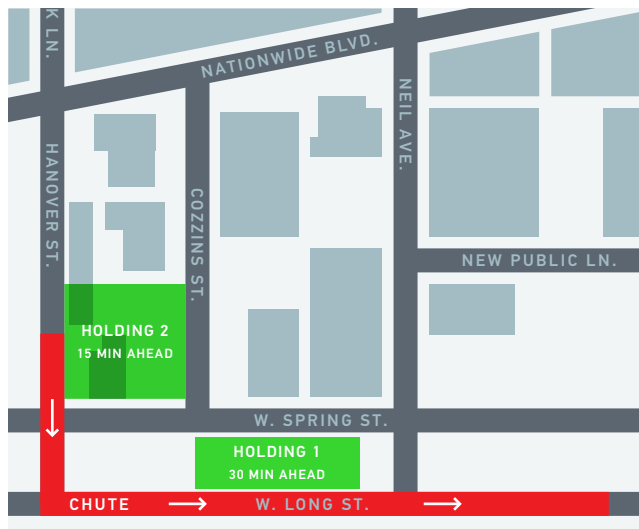 K LN.
NATIONWIDE BLVD.
NEIL AVE.
HANOVER ST.
COZZINS ST.
NEW PUBLIC LN.
HOLDING 2
15 MIN AHEAD
W. SPRING ST.
HOLDING 1
30 MIN AHEAD
CHUTE
W. LONG ST.